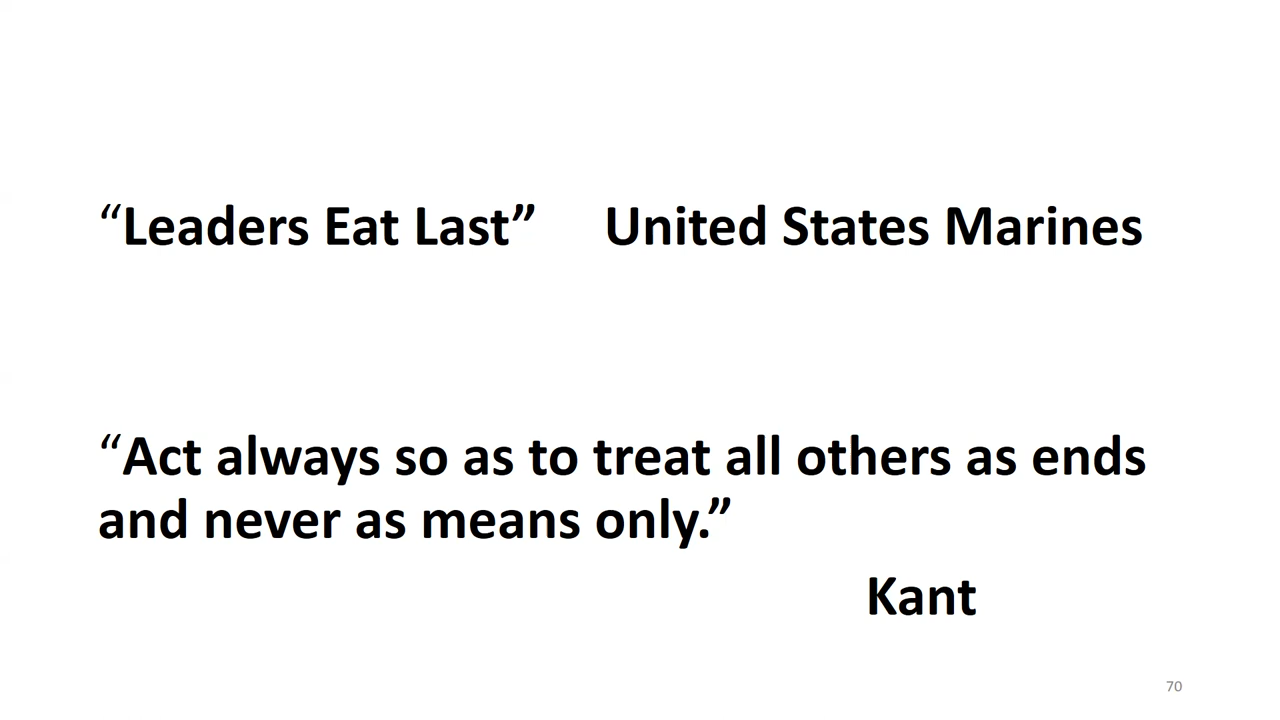 “Leaders Eat Last” United States Marines
“Act always so as to treat all others as ends
and never as means only.”
Kant
70